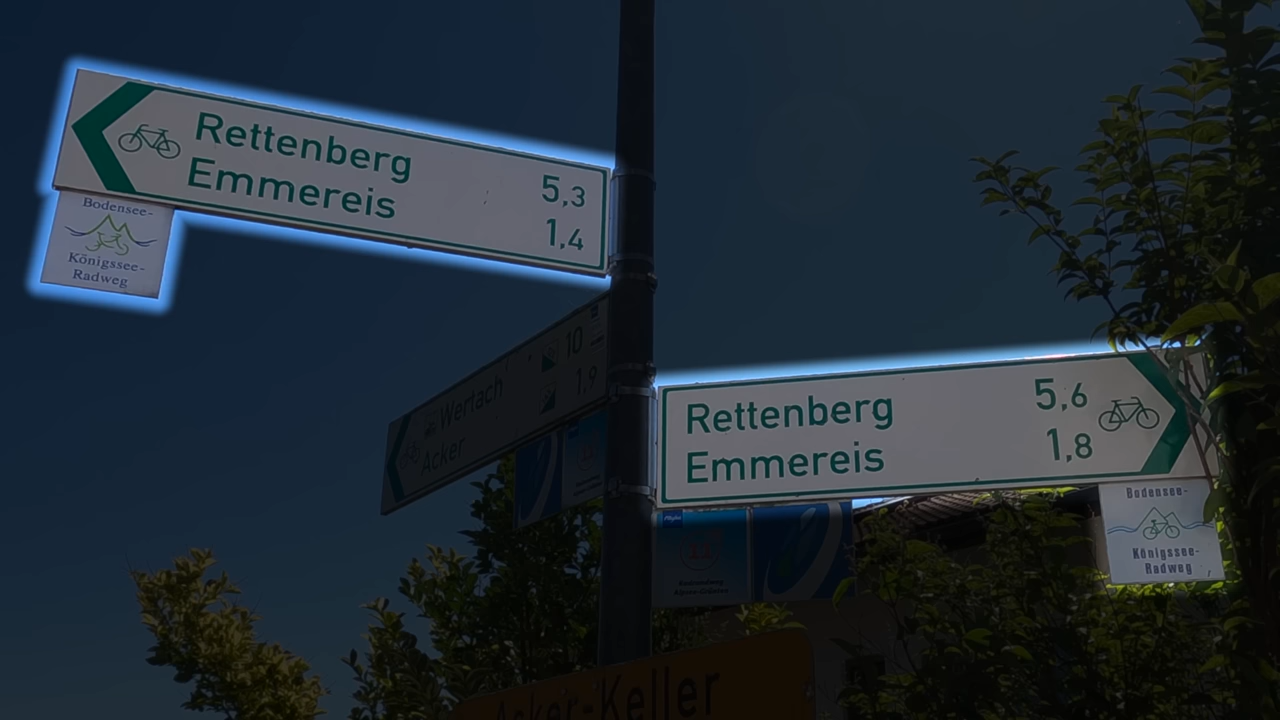 Rettenberg 5,3
Emmereis 1,4
Bodensee-
Königssee-
Radweg
Wertach 10
Acker 1,9
Rettenberg 5,6
Emmereis 1,8
Bodensee-
Königssee-
Radweg
Allgäu
Acker-Keller